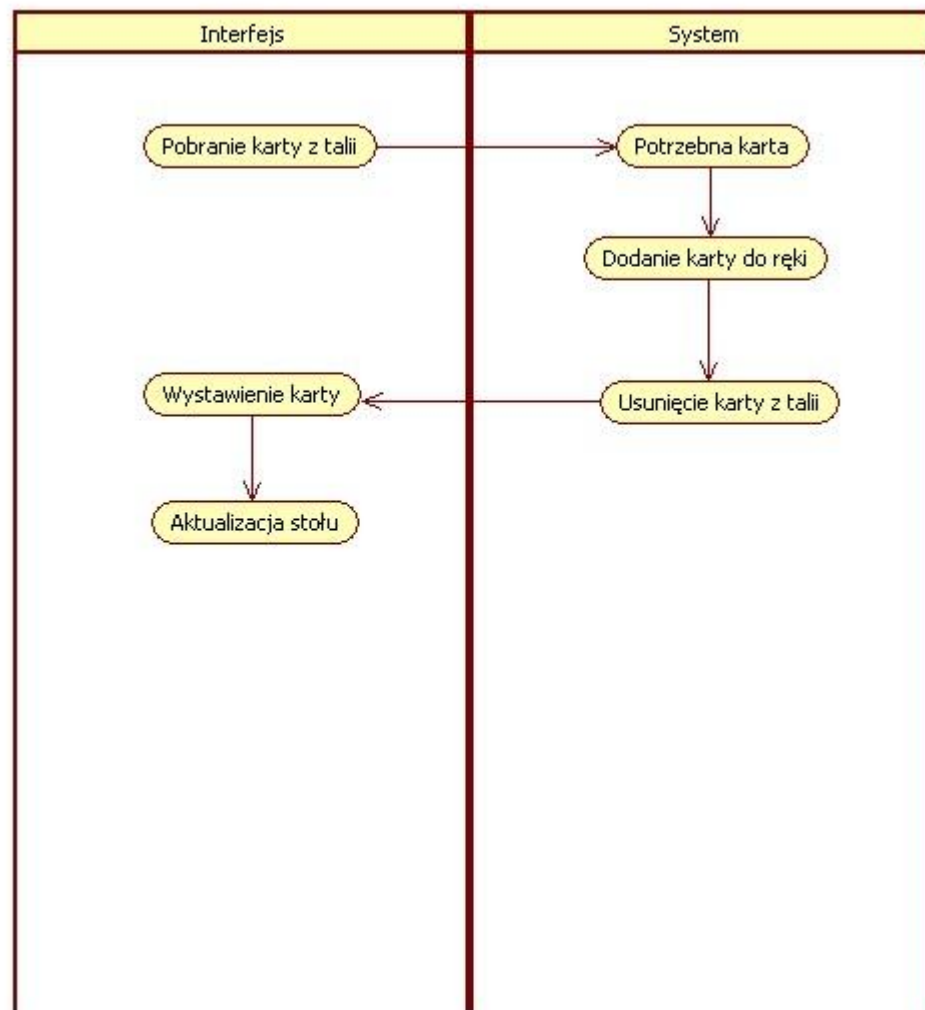 Interfejs
System
Pobranie karty z talii
Potrzebna karta
Dodanie karty do ręki
Wystawienie karty
Usunięcie karty z talii
Aktualizacja stołu